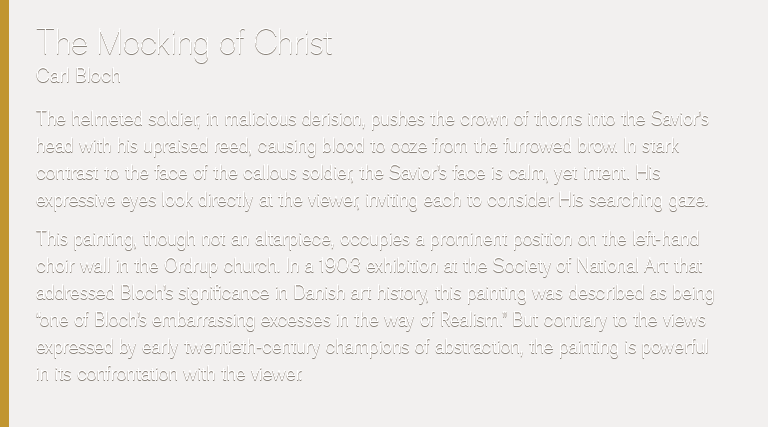 The Mocking of Christ
Carl Bloch
The helmeted soldier, in malicious derision, pushes the crown of thorns into the Savior's
head with his upraised reed, causing blood to ooze from the furrowed brow. In stark
contrast to the face of the callous soldier, the Savior's face is calm, yet intent. His
expressive eyes look directly at the viewer, inviting each to consider His searching gaze.
This painting, though not an altarpiece, occupies a prominent position on the left-hand
choir wall in the Ordrup church. In a 1903 exhibition at the Society of National Art that
addressed Bloch's significance in Danish art history, this painting was described as being
"one of Bloch's embarrassing excesses in the way of Realism." But contrary to the views
expressed by early twentieth-century champions of abstraction, the painting is powerful
in its confrontation with the viewer.